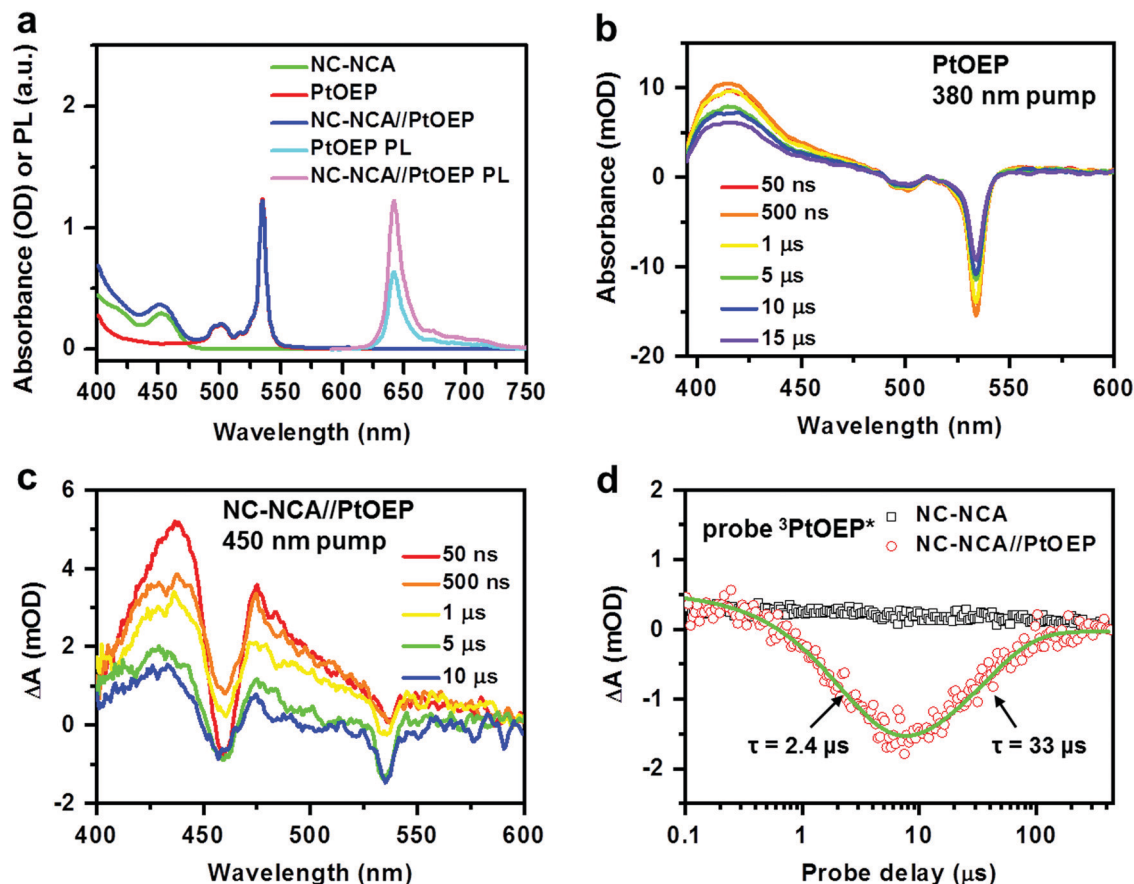 a
Absorbance (OD) or PL (a.u.)
2
1
0
NC-NCA
PtOEP
NC-NCA//PtOEP
PtOEP PL
NC-NCA//PtOEP PL
400 450 500 550 600 650 700 750
Wavelength (nm)
b
Absorbance (mOD)
10
0
-10
-20
PtOEP
380 nm pump
50 ns
500 ns
1 μs
5 μs
10 μs
15 μs
400 450 500 550 600
Wavelength (nm)
c
ΔA (mOD)
6
4
2
0
-2
NC-NCA//PtOEP
450 nm pump
50 ns
500 ns
1 μs
5 μs
10 μs
400 450 500 550 600
Wavelength (nm)
d
ΔA (mOD)
2
1
0
-1
-2
probe ³PtOEP*
NC-NCA
NC-NCA//PtOEP
τ = 2.4 μs
τ = 33 μs
0.1 1 10 100
Probe delay (μs)